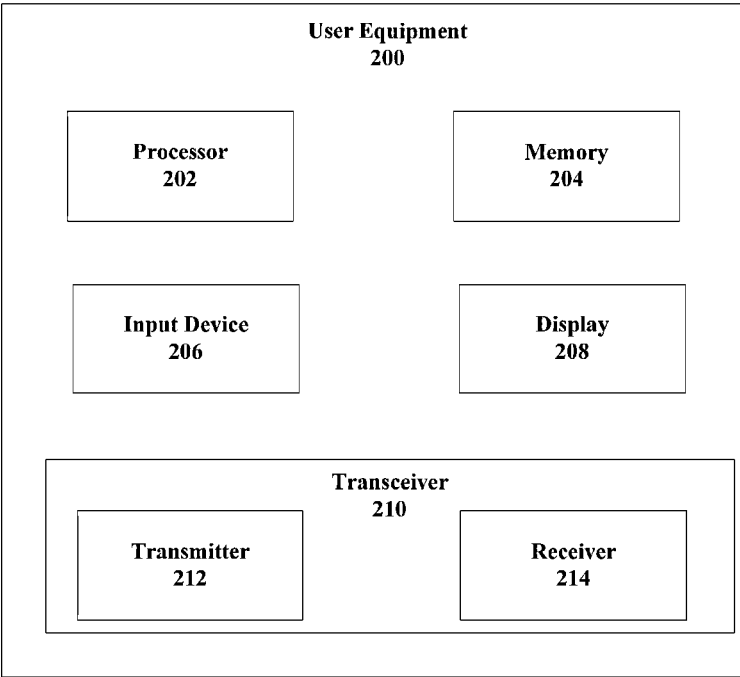 User Equipment
200
Processor
202
Memory
204
Input Device
206
Display
208
Transceiver
210
Transmitter
212
Receiver
214